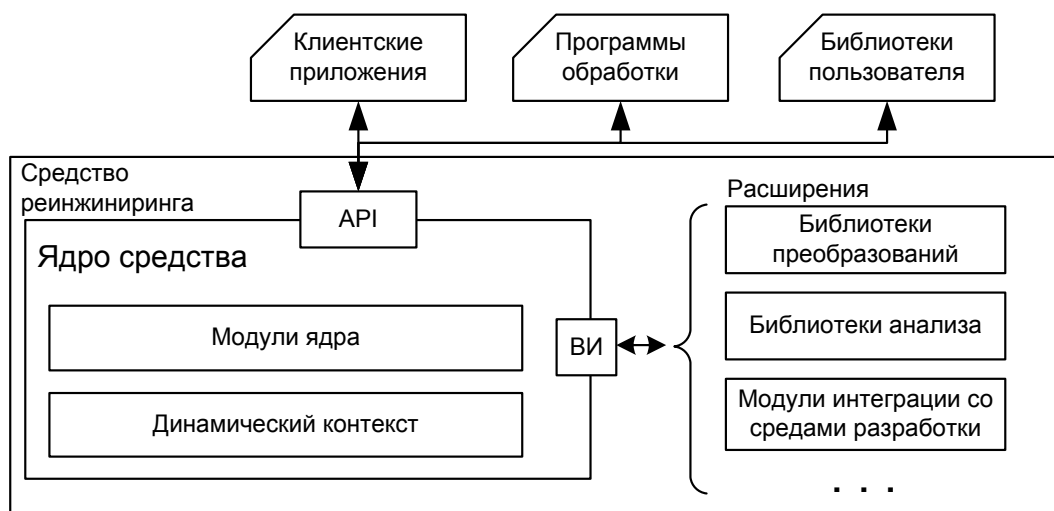 Клиентские
приложения
Программы
обработки
Библиотеки
пользователя
Средство
реинжиниринга
API
Расширения
Ядро средства
Библиотеки
преобразований
Модули ядра
ВИ
Библиотеки анализа
Динамический контекст
Модули интеграции со
средами разработки
. . .